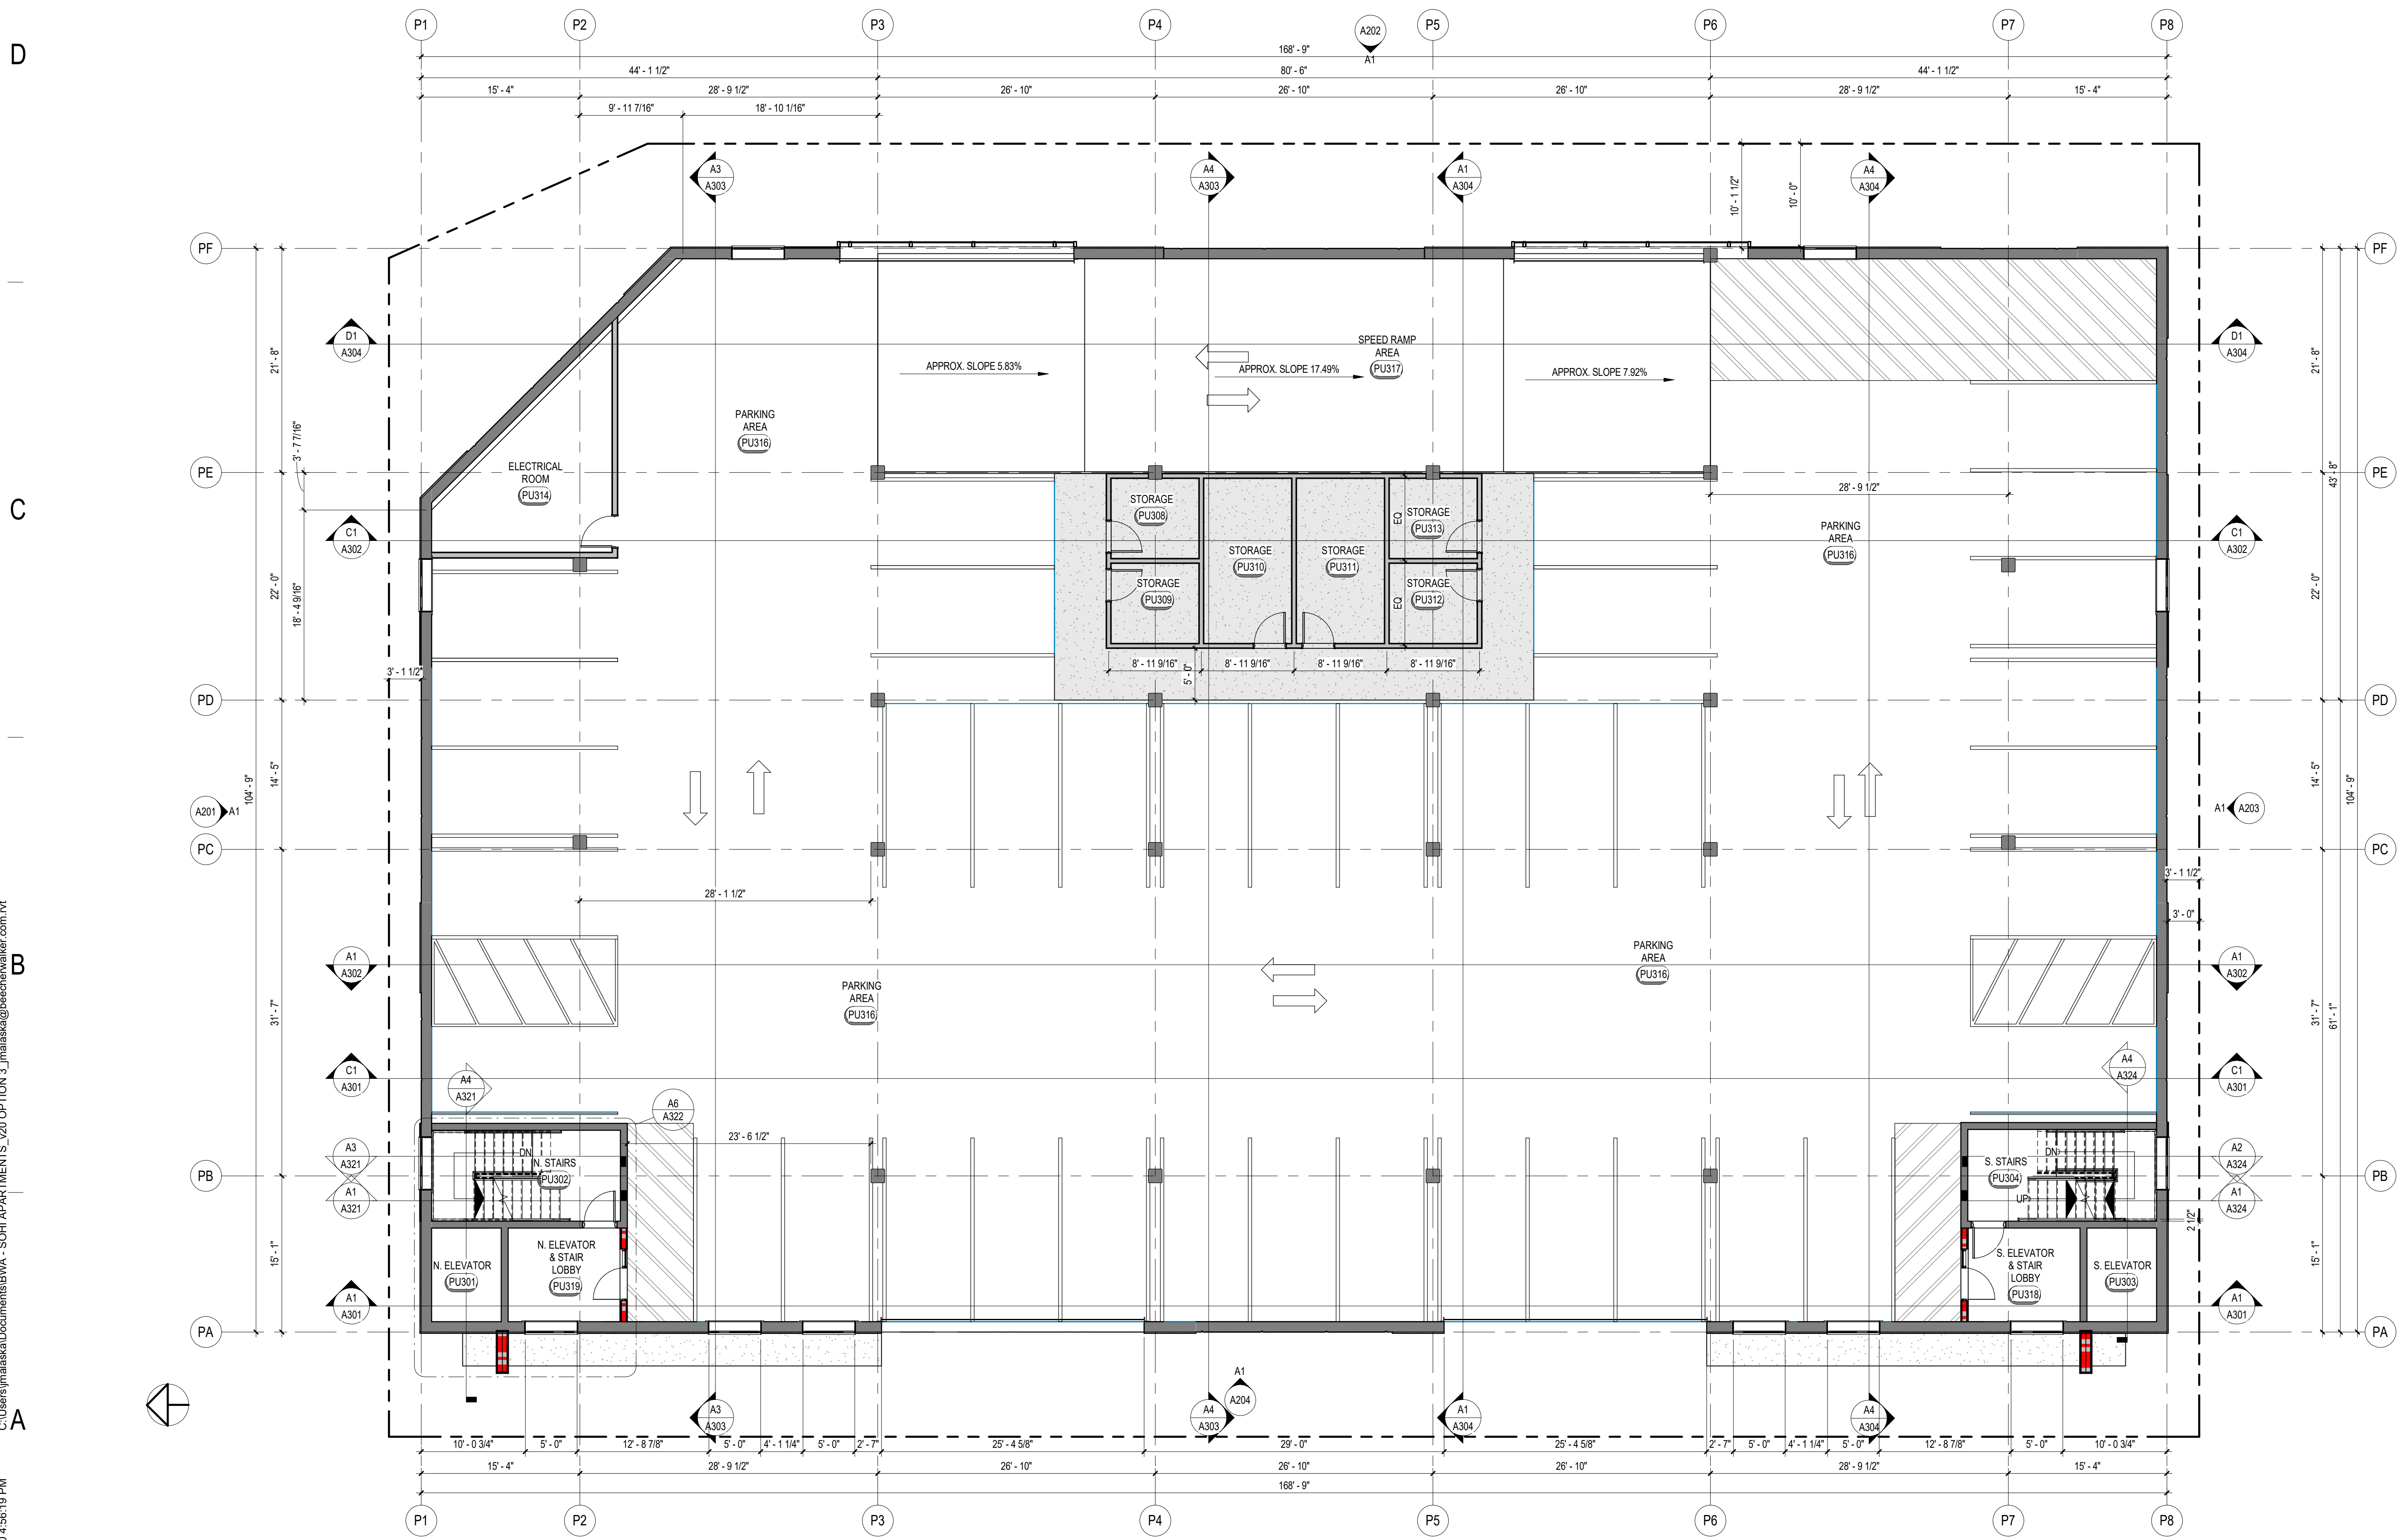 P1 P2 P3 P4 P5 P6 P7 P8
A202
A1
D
168' - 9"
44' - 1 1/2" 80' - 6" 44' - 1 1/2"
15' - 4" 28' - 9 1/2" 26' - 10" 26' - 10" 26' - 10" 28' - 9 1/2" 15' - 4"
9' - 11 7/16" 18' - 10 1/16"
A3
A303
A4
A303
A1
A304
A4
A304
10' - 1 1/2"
10' - 0"
PF PF
D1
A304
D1
A304
21' - 8"
21' - 8"
SPEED RAMP
AREA
PU317
APPROX. SLOPE 5.83%
APPROX. SLOPE 17.49%
APPROX. SLOPE 7.92%
PARKING
AREA
PU316
3' - 7 7/16"
PE PE
43' - 8"
ELECTRICAL
ROOM
PU314
28' - 9 1/2"
C
STORAGE
PU308
STORAGE
PU313
EQ
C1
A302
PARKING
AREA
PU316
C1
A302
STORAGE
PU310
STORAGE
PU311
STORAGE
PU309
STORAGE
PU312
EQ
22' - 0"
18' - 4 9/16"
22' - 0"
8' - 11 9/16" 8' - 11 9/16" 8' - 11 9/16" 8' - 11 9/16"
5' - 0"
3' - 1 1/2"
PD PD
104' - 9"
14' - 5"
14' - 5"
104' - 9"
A201 A1
A1 A203
PC PC
3' - 1 1/2"
28' - 1 1/2"
3' - 0"
B
A1
A302
PARKING
AREA
PU316
A1
A302
PARKING
AREA
PU316
31' - 7"
31' - 7"
61' - 1"
C1
A301
A4
A321
A6
A322
A4
A324
C1
A301
23' - 6 1/2"
A3
A321
DN
N. STAIRS
PU302
S. STAIRS
PU304
DN
A2
A324
PB PB
A1
A321
UP
A1
A324
2 1/2"
15' - 1"
15' - 1"
N. ELEVATOR
PU301
N. ELEVATOR
& STAIR
LOBBY
PU319
S. ELEVATOR
& STAIR
LOBBY
PU318
S. ELEVATOR
PU303
A1
A301
A1
A301
PA PA
A1
A204
A3
A303
A4
A303
A1
A304
A4
A304
A
10' - 0 3/4" 5' - 0" 12' - 8 7/8" 5' - 0" 4' - 1 1/4" 5' - 0" 2' - 7" 25' - 4 5/8" 29' - 0" 25' - 4 5/8" 2' - 7" 5' - 0" 4' - 1 1/4" 5' - 0" 12' - 8 7/8" 5' - 0" 10' - 0 3/4"
15' - 4" 28' - 9 1/2" 26' - 10" 26' - 10" 26' - 10" 28' - 9 1/2" 15' - 4"
168' - 9"
P1 P2 P3 P4 P5 P6 P7 P8
4:56:19 PM